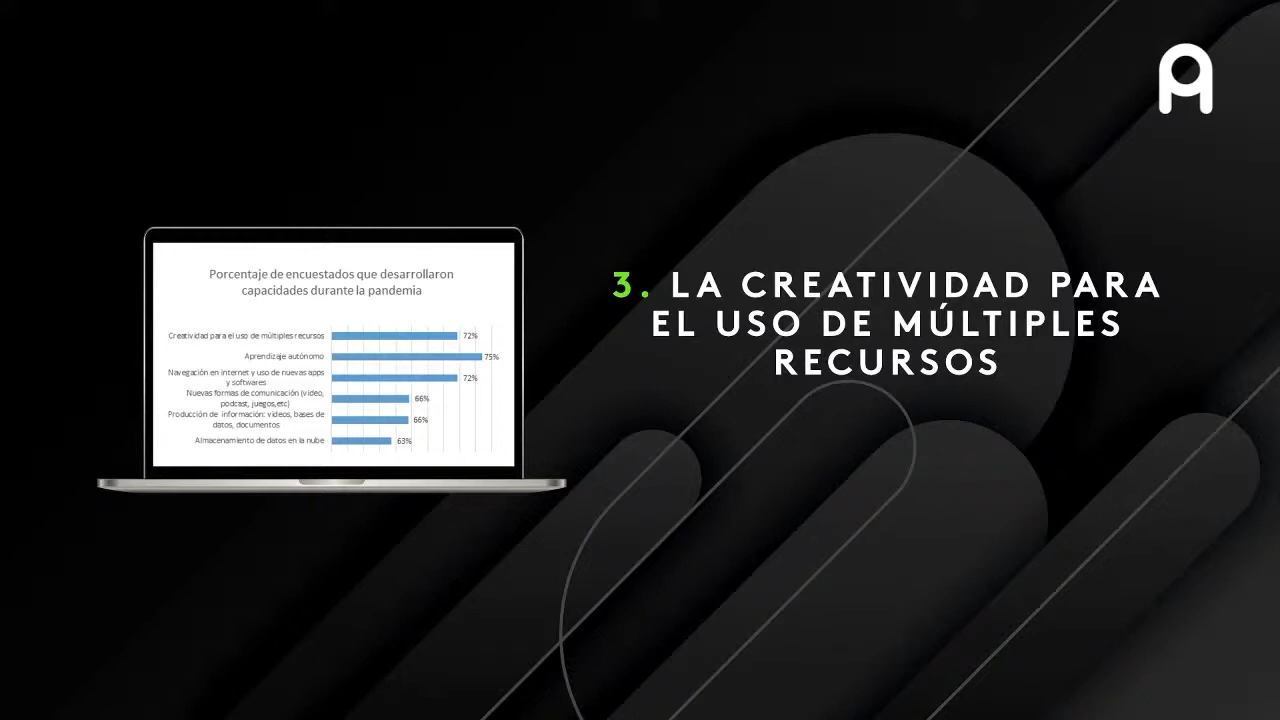 Porcentaje de encuestados que desarrollaron
capacidades durante la pandemia
Creatividad para el uso de múltiples recursos 72%
Aprendizaje autónomo 75%
Navegación en internet y uso de nuevas apps
y softwares 72%
Nuevas formas de comunicación (video,
podcast, juegos,etc) 66%
Producción de información: videos, bases de
datos, documentos 66%
Almacenamiento de datos en la nube 63%
3. LA CREATIVIDAD PARA
EL USO DE MÚLTIPLES
RECURSOS